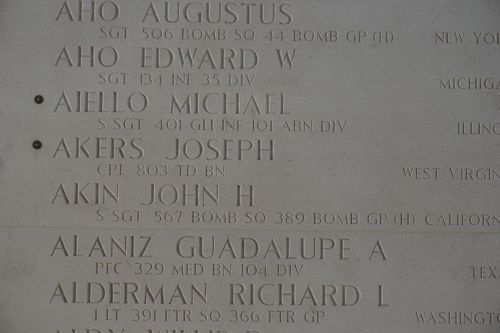 AHO AUGUSTUS
SGT 506 BOMB SQ 44 BOMB GP (H) NEW YO
AHO EDWARD W
SGT 134 INF 35 DIV MICHIGA
AIELLO MICHAEL
S SGT 401 GLI INF 101 ABN DIV ILLINO
AKERS JOSEPH
CPL 803 TD BN WEST VIRGIN
AKIN JOHN H
S SGT 567 BOMB SQ 389 BOMB GP (H) CALIFORN
ALANIZ GUADALUPE A
PFC 329 MED BN 104 DIV TEX
ALDERMAN RICHARD L
1 LT 391 FTR SQ 366 FTR GP WASHINGTO